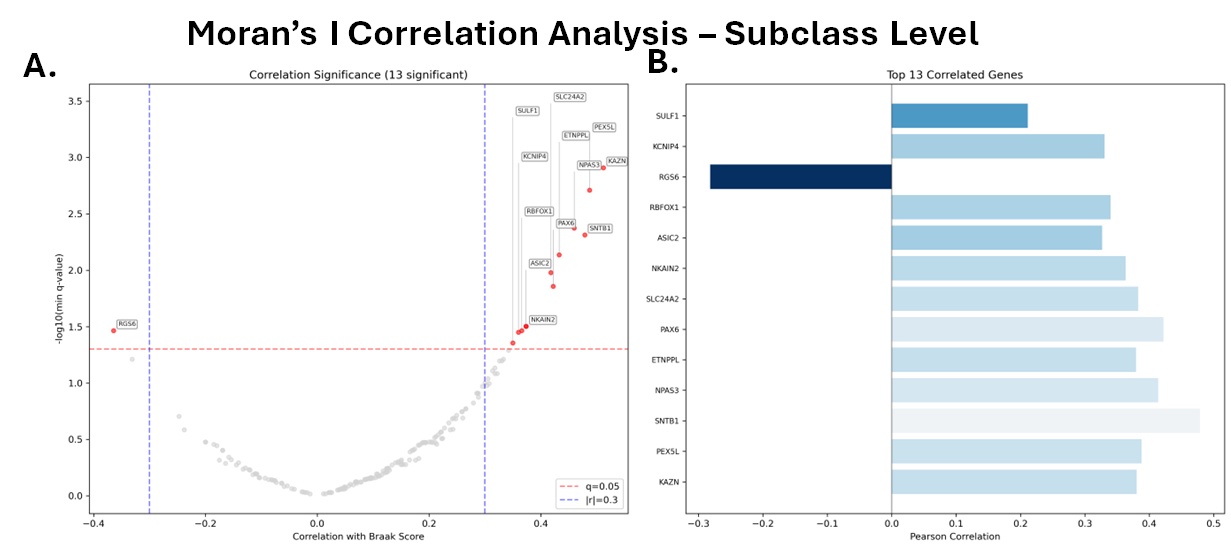 Moran's I Correlation Analysis – Subclass Level
A.
B.
Correlation Significance (13 significant)
3.5
3.0
2.5
2.0
1.5
1.0
0.5
0.0
-log10(min q-value)
SLC24A2
SULF1
PEX5L
ETNPPL
KCNIP4
KAZN
NPAS3
RBFOX1
PAX6
SNTB1
ASIC2
NKAIN2
RGS6
q=0.05
|r|=0.3
−0.4
−0.2
0.0
0.2
0.4
Correlation with Braak Score
Top 13 Correlated Genes
SULF1
KCNIP4
RGS6
RBFOX1
ASIC2
NKAIN2
SLC24A2
PAX6
ETNPPL
NPAS3
SNTB1
PEX5L
KAZN
−0.3
−0.2
−0.1
0.0
0.1
0.2
0.3
0.4
0.5
Pearson Correlation